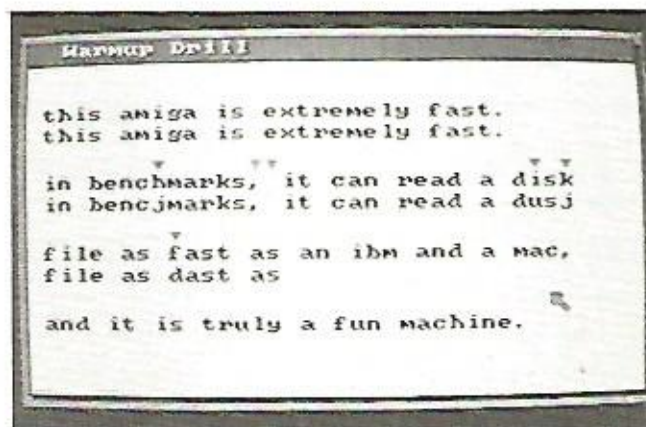 Warmup Drill
this amiga is extremely fast.
this amiga is extremely fast.
in benchmarks, it can read a disk
in bencjmarks, it can read a dusj
file as fast as an ibm and a mac,
file as dast as
and it is truly a fun machine.